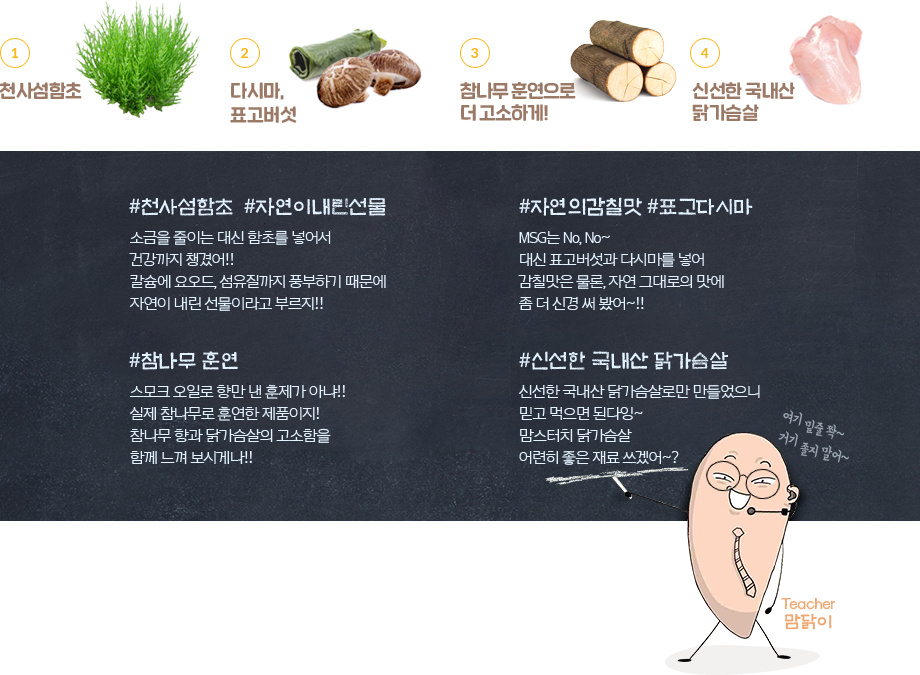 1
천사섬함초
2
다시마,
표고버섯
3
참나무 훈연으로
더 고소하게!
4
신선한 국내산
닭가슴살
#천사섬함초 #자연이내린선물
소금을 줄이는 대신 함초를 넣어서
건강까지 챙겼어!!
칼슘에 요오드, 섬유질까지 풍부하기 때문에
자연이 내린 선물이라고 부르지!!
#자연의감칠맛 #표고다시마
MSG는 No, No~
대신 표고버섯과 다시마를 넣어
감칠맛은 물론, 자연 그대로의 맛에
좀 더 신경 써 봤어~!!
#참나무 훈연
스모크 오일로 향만 낸 훈제가 아냐!!
실제 참나무로 훈연한 제품이지!
참나무 향과 닭가슴살의 고소함을
함께 느껴 보시게나!!
#신선한 국내산 닭가슴살
신선한 국내산 닭가슴살로만 만들었으니
믿고 먹으면 된다잉~
맘스터치 닭가슴살
어련히 좋은 재료 쓰겠어~?
여기 밑줄 쫙~
거기 졸지 말어~
Teacher
맘닭이